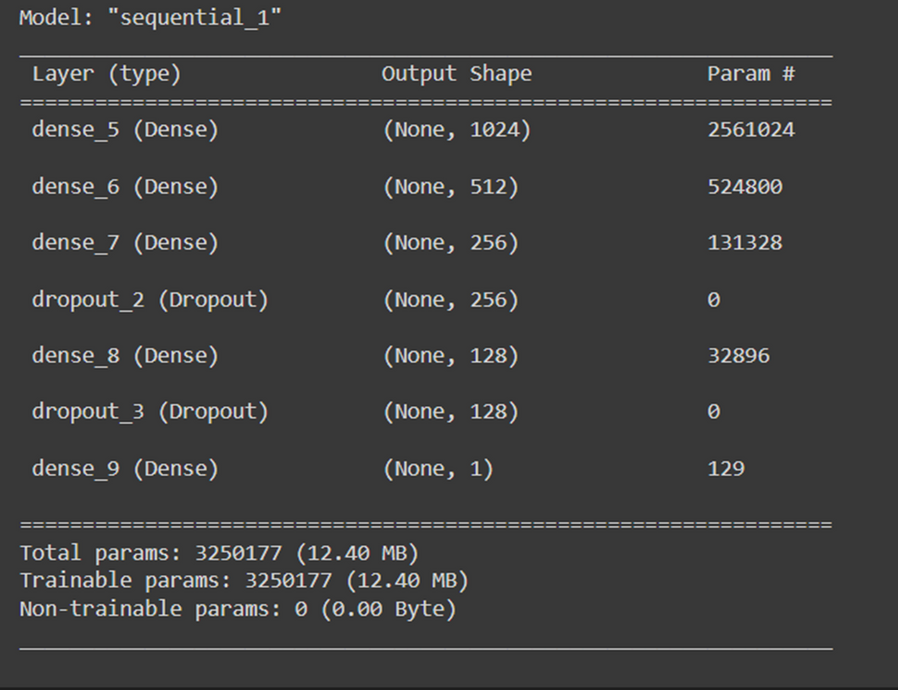 Model: "sequential_1"
Layer (type) Output Shape Param #
dense_5 (Dense) (None, 1024) 2561024
dense_6 (Dense) (None, 512) 524800
dense_7 (Dense) (None, 256) 131328
dropout_2 (Dropout) (None, 256) 0
dense_8 (Dense) (None, 128) 32896
dropout_3 (Dropout) (None, 128) 0
dense_9 (Dense) (None, 1) 129
Total params: 3250177 (12.40 MB)
Trainable params: 3250177 (12.40 MB)
Non-trainable params: 0 (0.00 Byte)